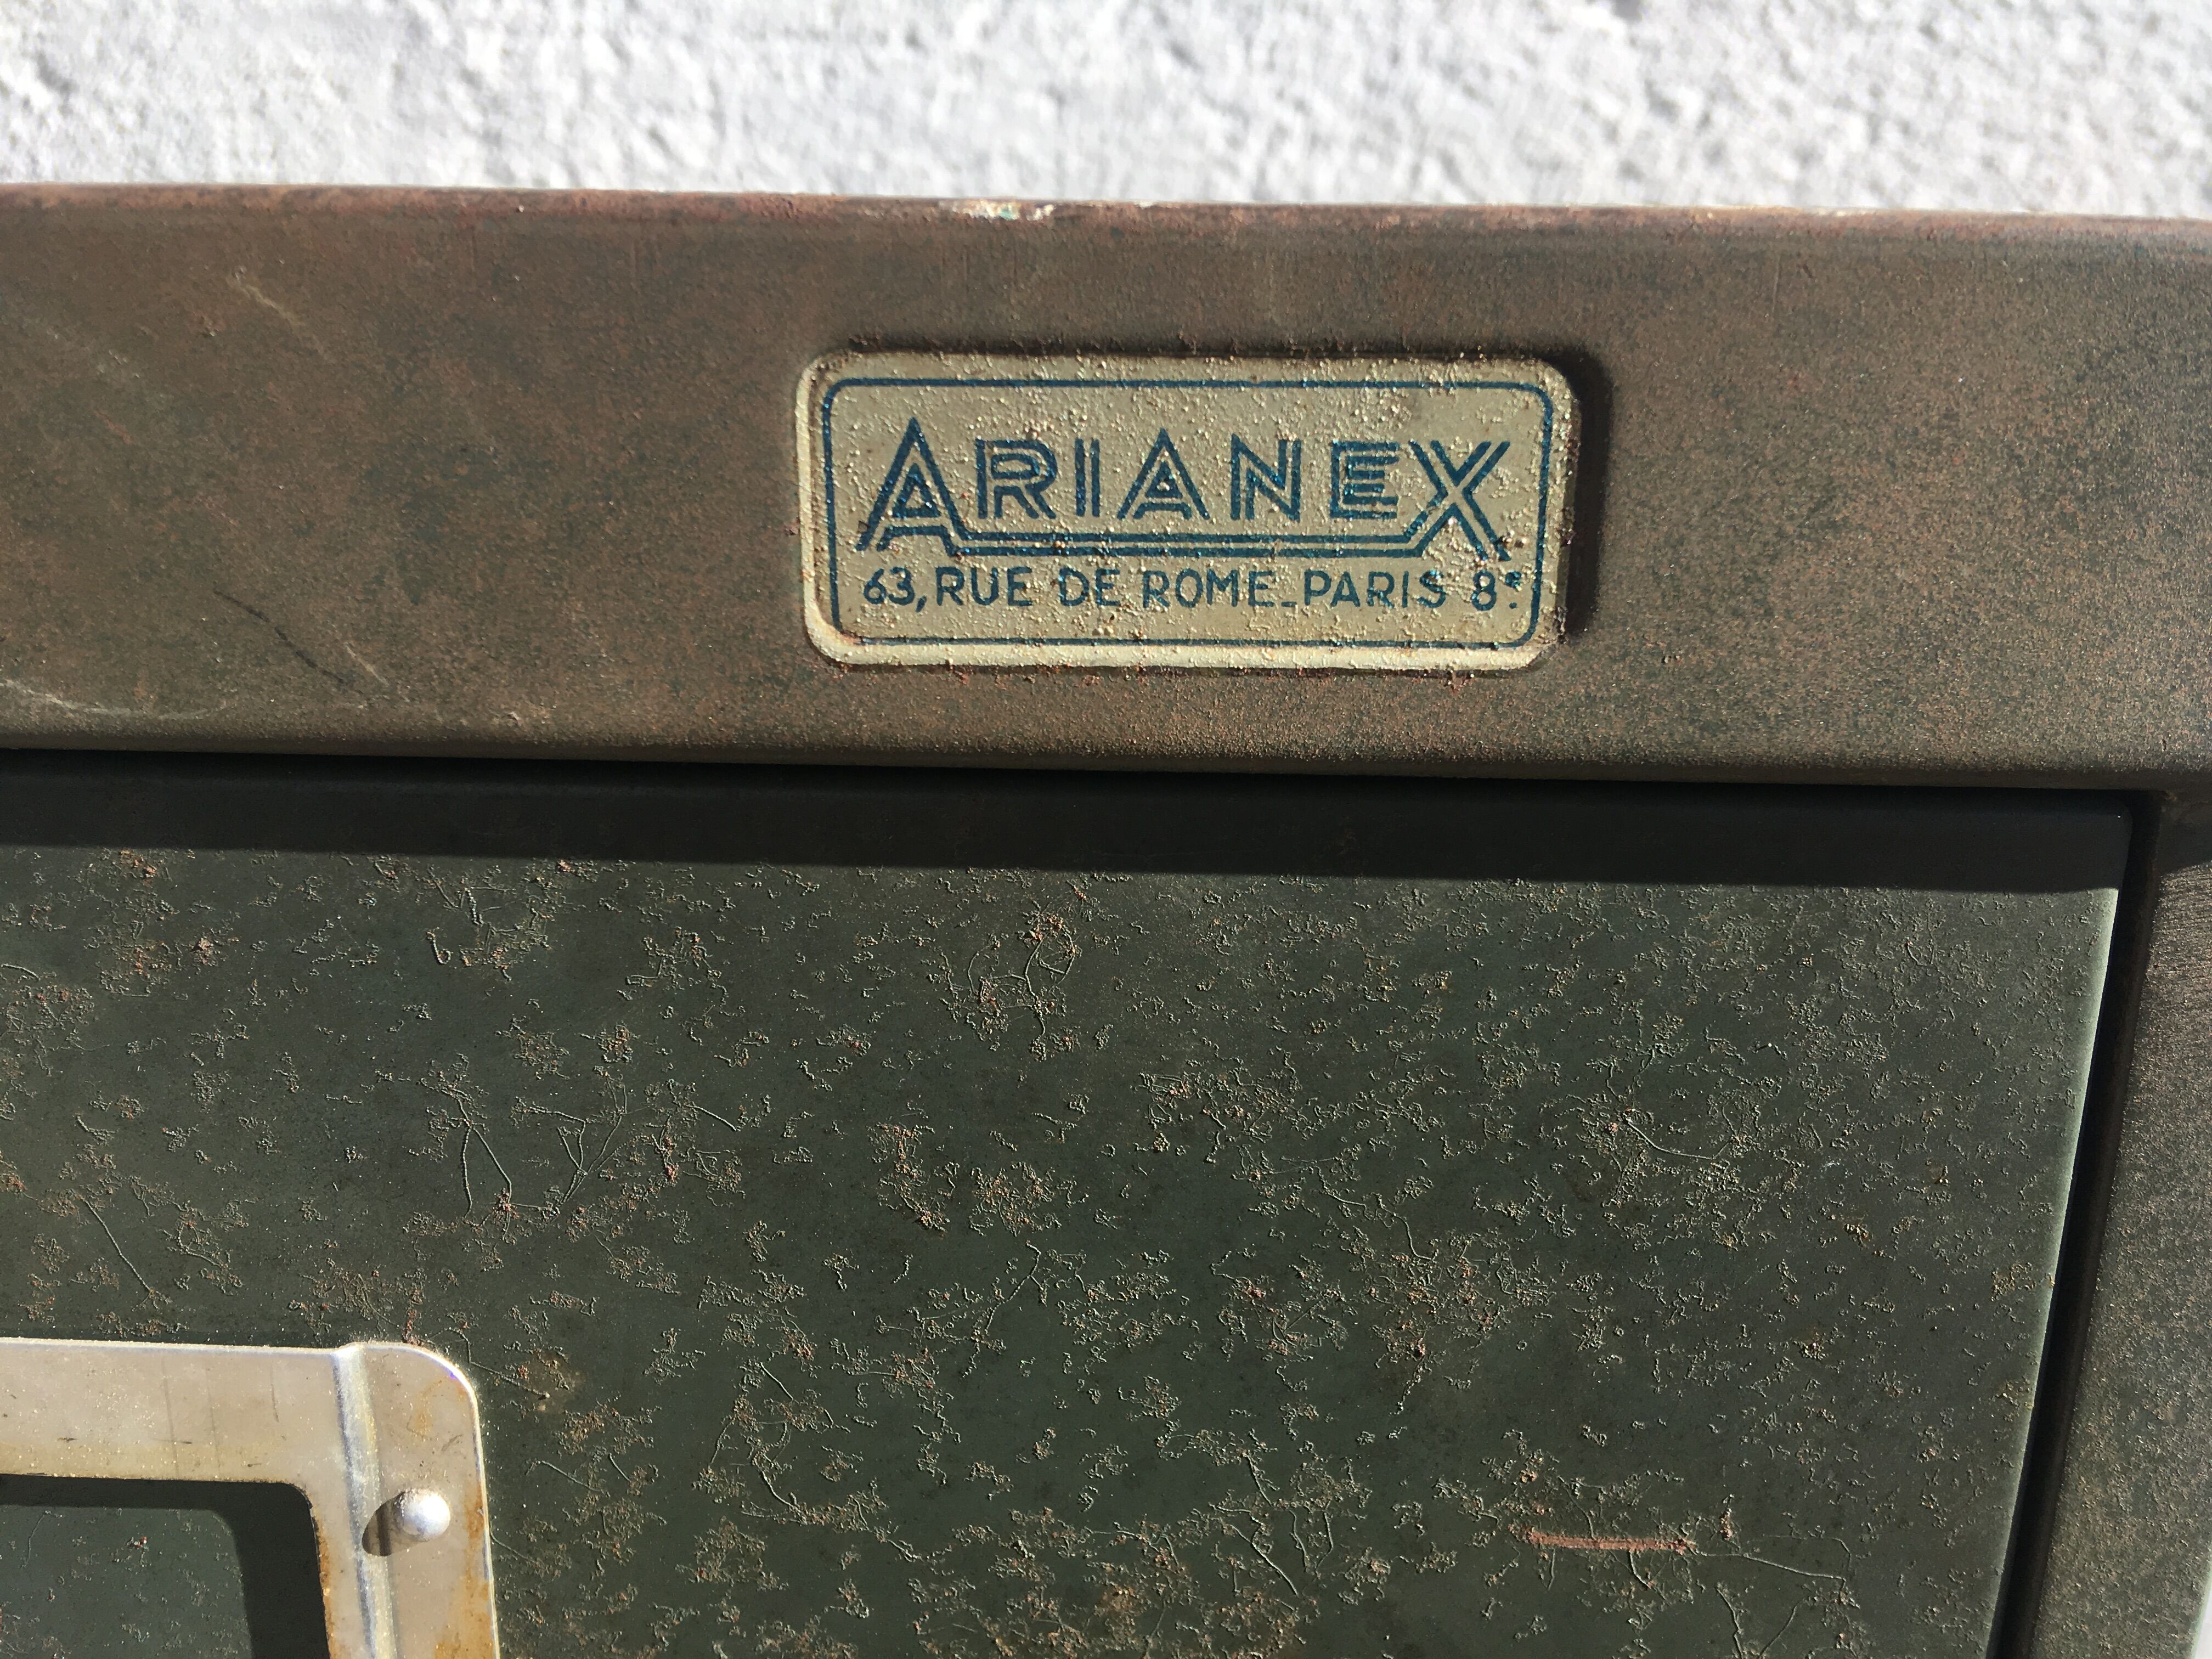 ARIANEX
63, RUE DE ROME_PARIS 8e.